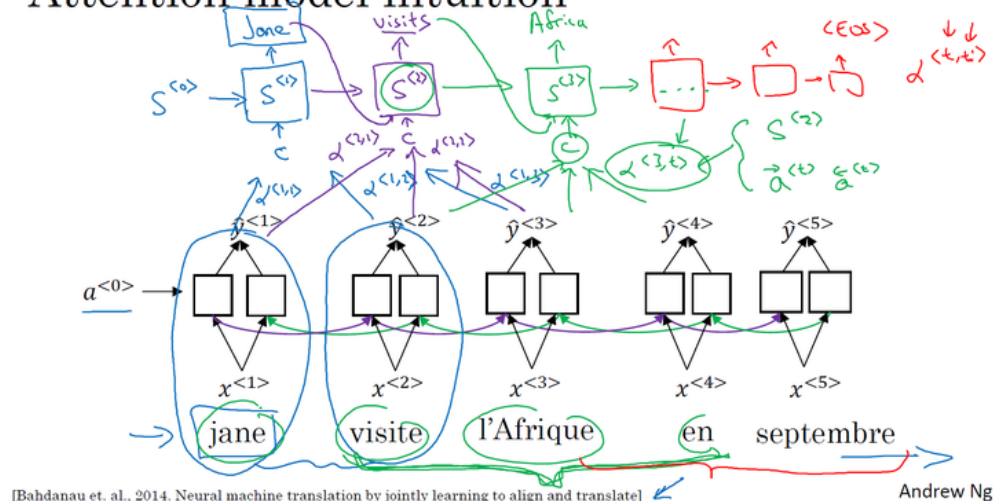 Attention model intuition
Jane visits Africa <EOS>
S<0> S<1> S<2> S<3> .... α<t,t'>
C C C S<2>
α<1,1> α<2,1> α<1,2> α<1,3> α<3,t> a<t> a<t>
ŷ<1> ŷ<2> ŷ<3> ŷ<4> ŷ<5>
a<0>
x<1> x<2> x<3> x<4> x<5>
jane visite l'Afrique en septembre
[Bahdanau et. al., 2014. Neural machine translation by jointly learning to align and translate]
Andrew Ng